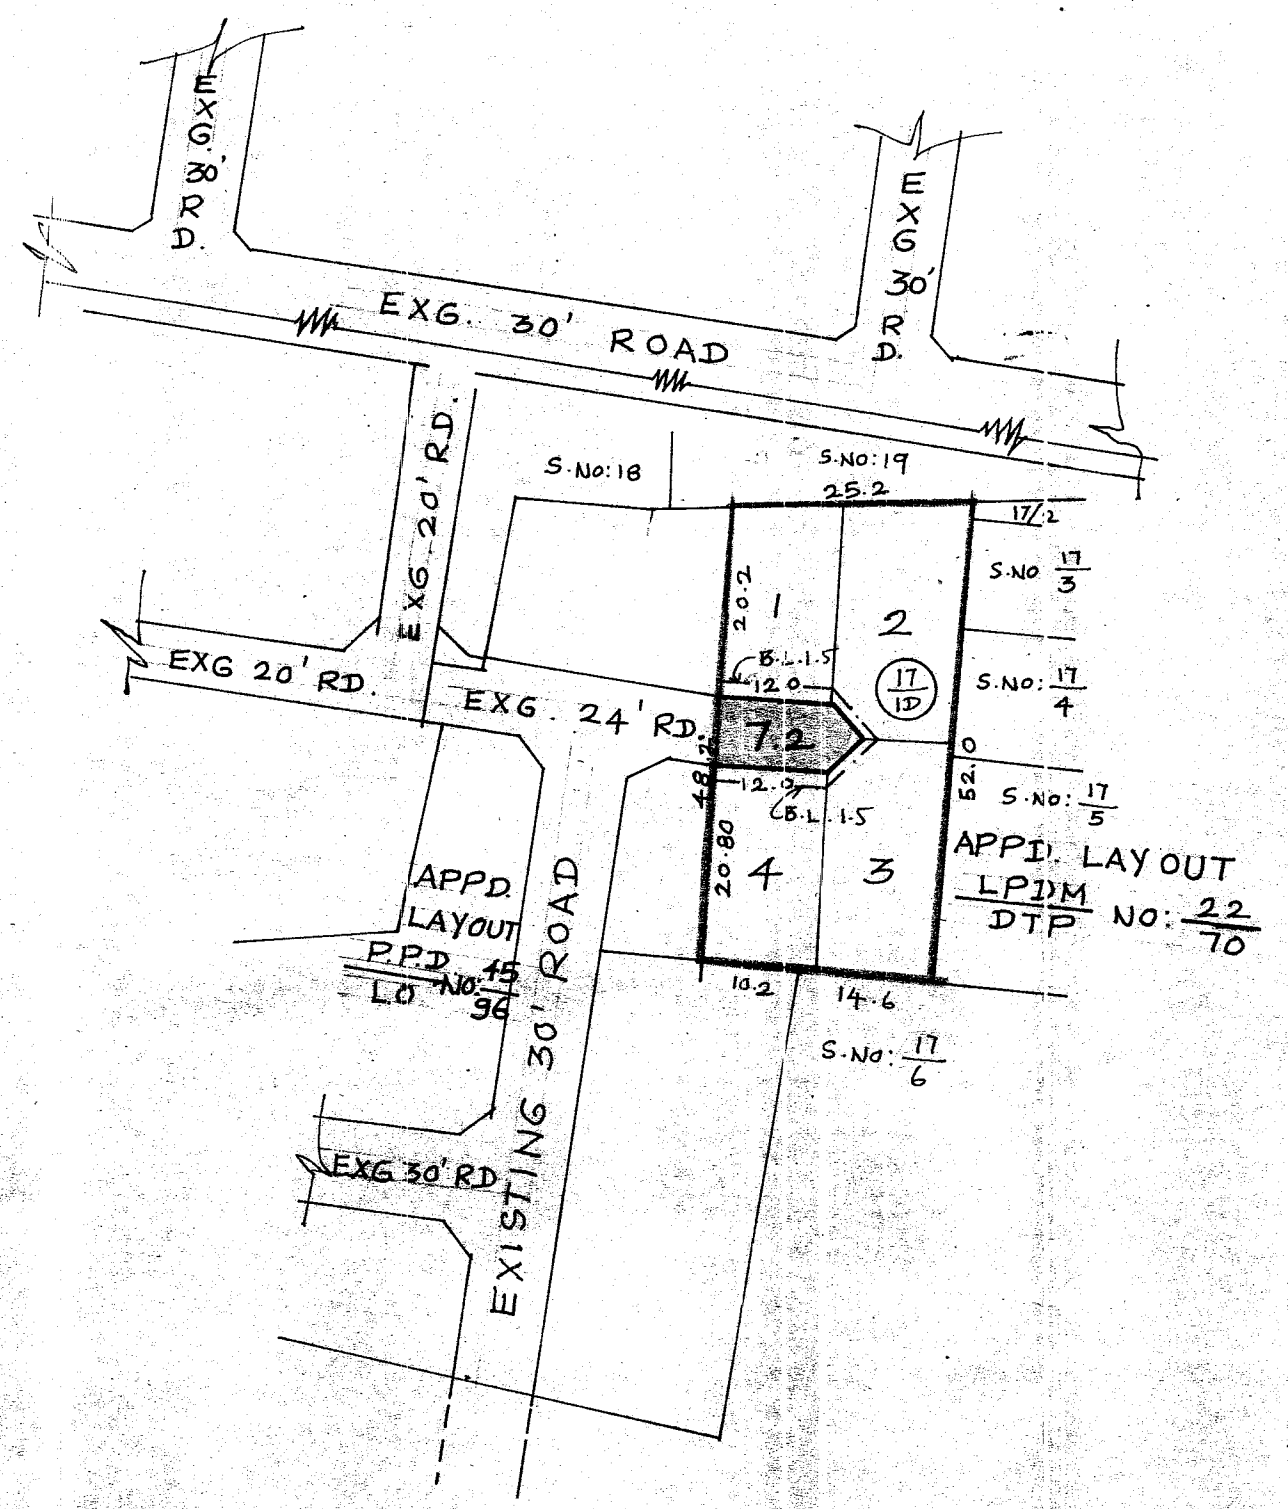 EXG. 30' RD.
EXG 30' RD.
EXG. 30' ROAD
EXG. 20' RD.
S.NO:18
S.NO:19
25.2
17/2
S.NO 17/3
20.2
1
2
B.L.1.5
12.0
17/1D
S.NO: 17/4
EXG 20' RD.
EXG. 24' RD.
7.2
48.2
12.0
B.L.1.5
52.0
S.NO: 17/5
20.80
4
3
APPD. LAYOUT
LPDM/DTP NO: 22/70
APPD.
LAYOUT
P.P.D/LO NO: 45/96
10.2
14.6
S.NO: 17/6
EXISTING 30' ROAD
EXG 30' RD